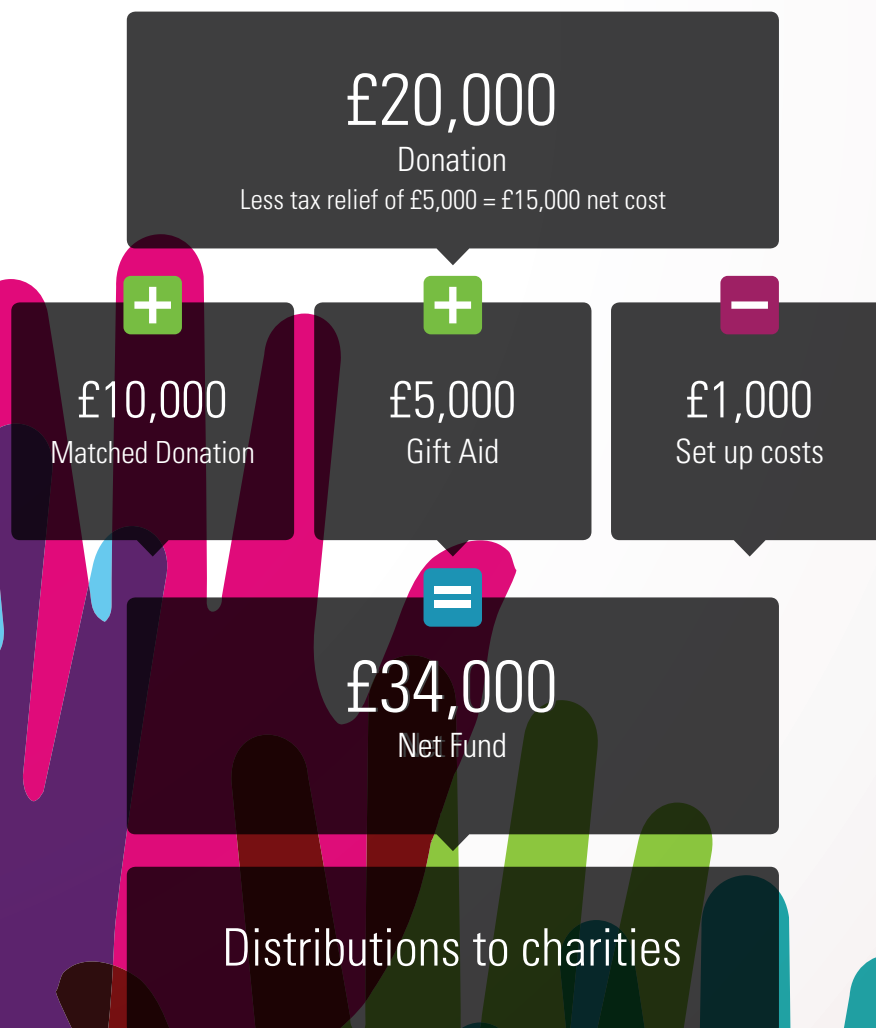 £20,000
Donation
Less tax relief of £5,000 = £15,000 net cost
+
£10,000
Matched Donation
+
£5,000
Gift Aid
−
£1,000
Set up costs
=
£34,000
Net Fund
Distributions to charities